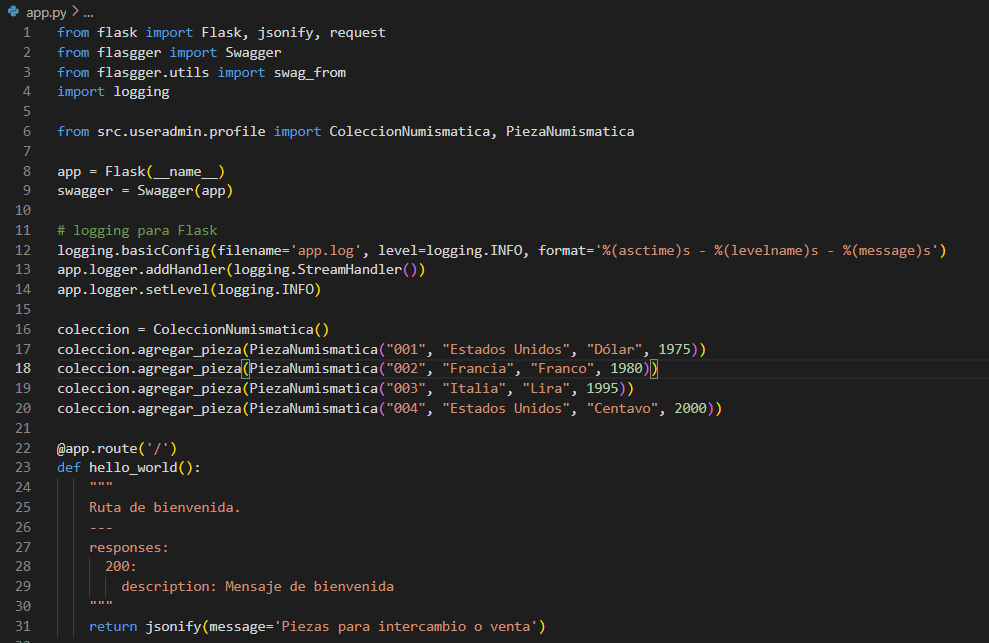 app.py > ...
1 from flask import Flask, jsonify, request
2 from flasgger import Swagger
3 from flasgger.utils import swag_from
4 import logging
5
6 from src.useradmin.profile import ColeccionNumismatica, PiezaNumismatica
7
8 app = Flask(__name__)
9 swagger = Swagger(app)
10
11 # logging para Flask
12 logging.basicConfig(filename='app.log', level=logging.INFO, format='%(asctime)s - %(levelname)s - %(message)s')
13 app.logger.addHandler(logging.StreamHandler())
14 app.logger.setLevel(logging.INFO)
15
16 coleccion = ColeccionNumismatica()
17 coleccion.agregar_pieza(PiezaNumismatica("001", "Estados Unidos", "Dólar", 1975))
18 coleccion.agregar_pieza(PiezaNumismatica("002", "Francia", "Franco", 1980))
19 coleccion.agregar_pieza(PiezaNumismatica("003", "Italia", "Lira", 1995))
20 coleccion.agregar_pieza(PiezaNumismatica("004", "Estados Unidos", "Centavo", 2000))
21
22 @app.route('/')
23 def hello_world():
24     """
25     Ruta de bienvenida.
26     ---
27     responses:
28       200:
29         description: Mensaje de bienvenida
30     """
31     return jsonify(message='Piezas para intercambio o venta')